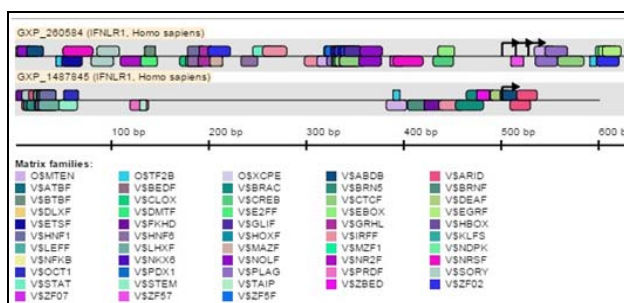 GXP_260584 (IFNLR1, Homo sapiens)
GXP_1487845 (IFNLR1, Homo sapiens)
100 bp 200 bp 300 bp 400 bp 500 bp 600 b
Matrix families:
O$MTEN O$TF2B O$XCPE V$ABDB V$ARID
V$ATBF V$BEDF V$BRAC V$BRN5 V$BRNF
V$BTBF V$CLOX V$CREB V$CTCF V$DEAF
V$DLXF V$DMTF V$E2FF V$EBOX V$EGRF
V$ETSF V$FKHD V$GLIF V$GRHL V$HBOX
V$HNF1 V$HNF6 V$HOXF V$IRFF V$KLFS
V$LEFF V$LHXF V$MAZF V$MZF1 V$NDPK
V$NFKB V$NKX6 V$NOLF V$NR2F V$NRSF
V$OCT1 V$PDX1 V$PLAG V$PRDF V$SORY
V$STAT V$STEM V$TAIP V$ZBED V$ZF02
V$ZF07 V$ZF57 V$ZF5F